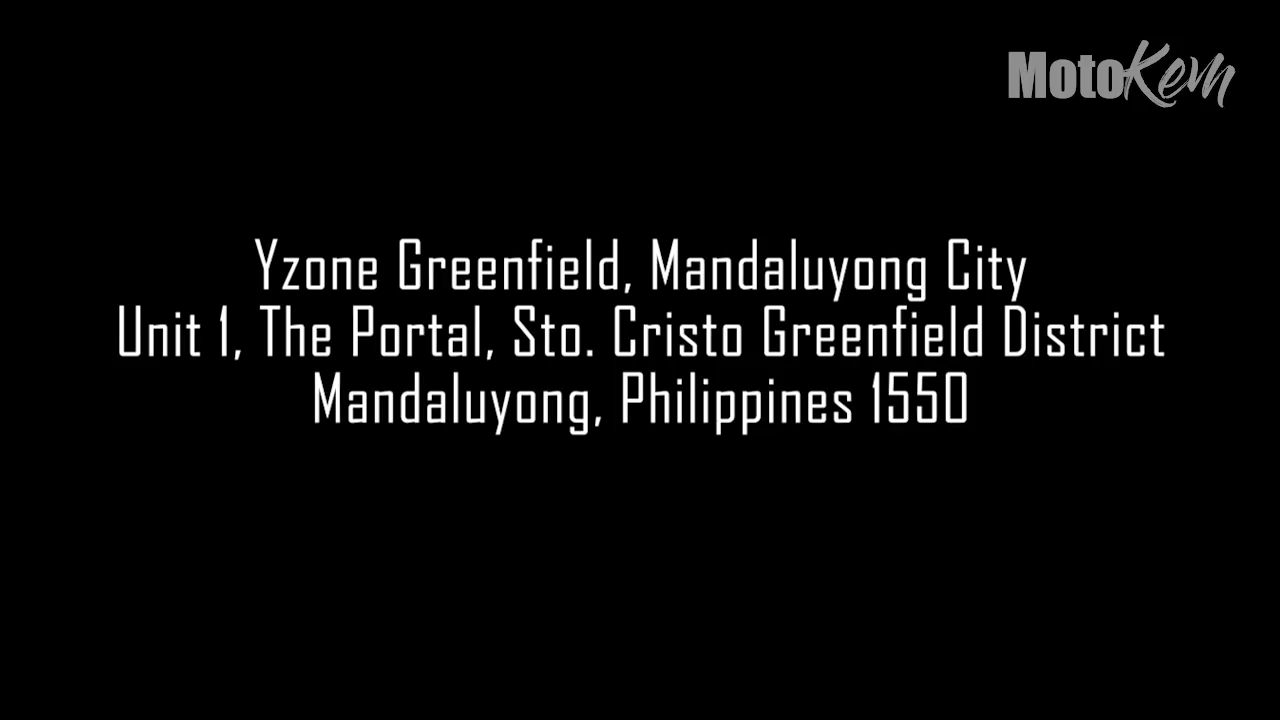 MotoKem
Yzone Greenfield, Mandaluyong City
Unit 1, The Portal, Sto. Cristo Greenfield District
Mandaluyong, Philippines 1550